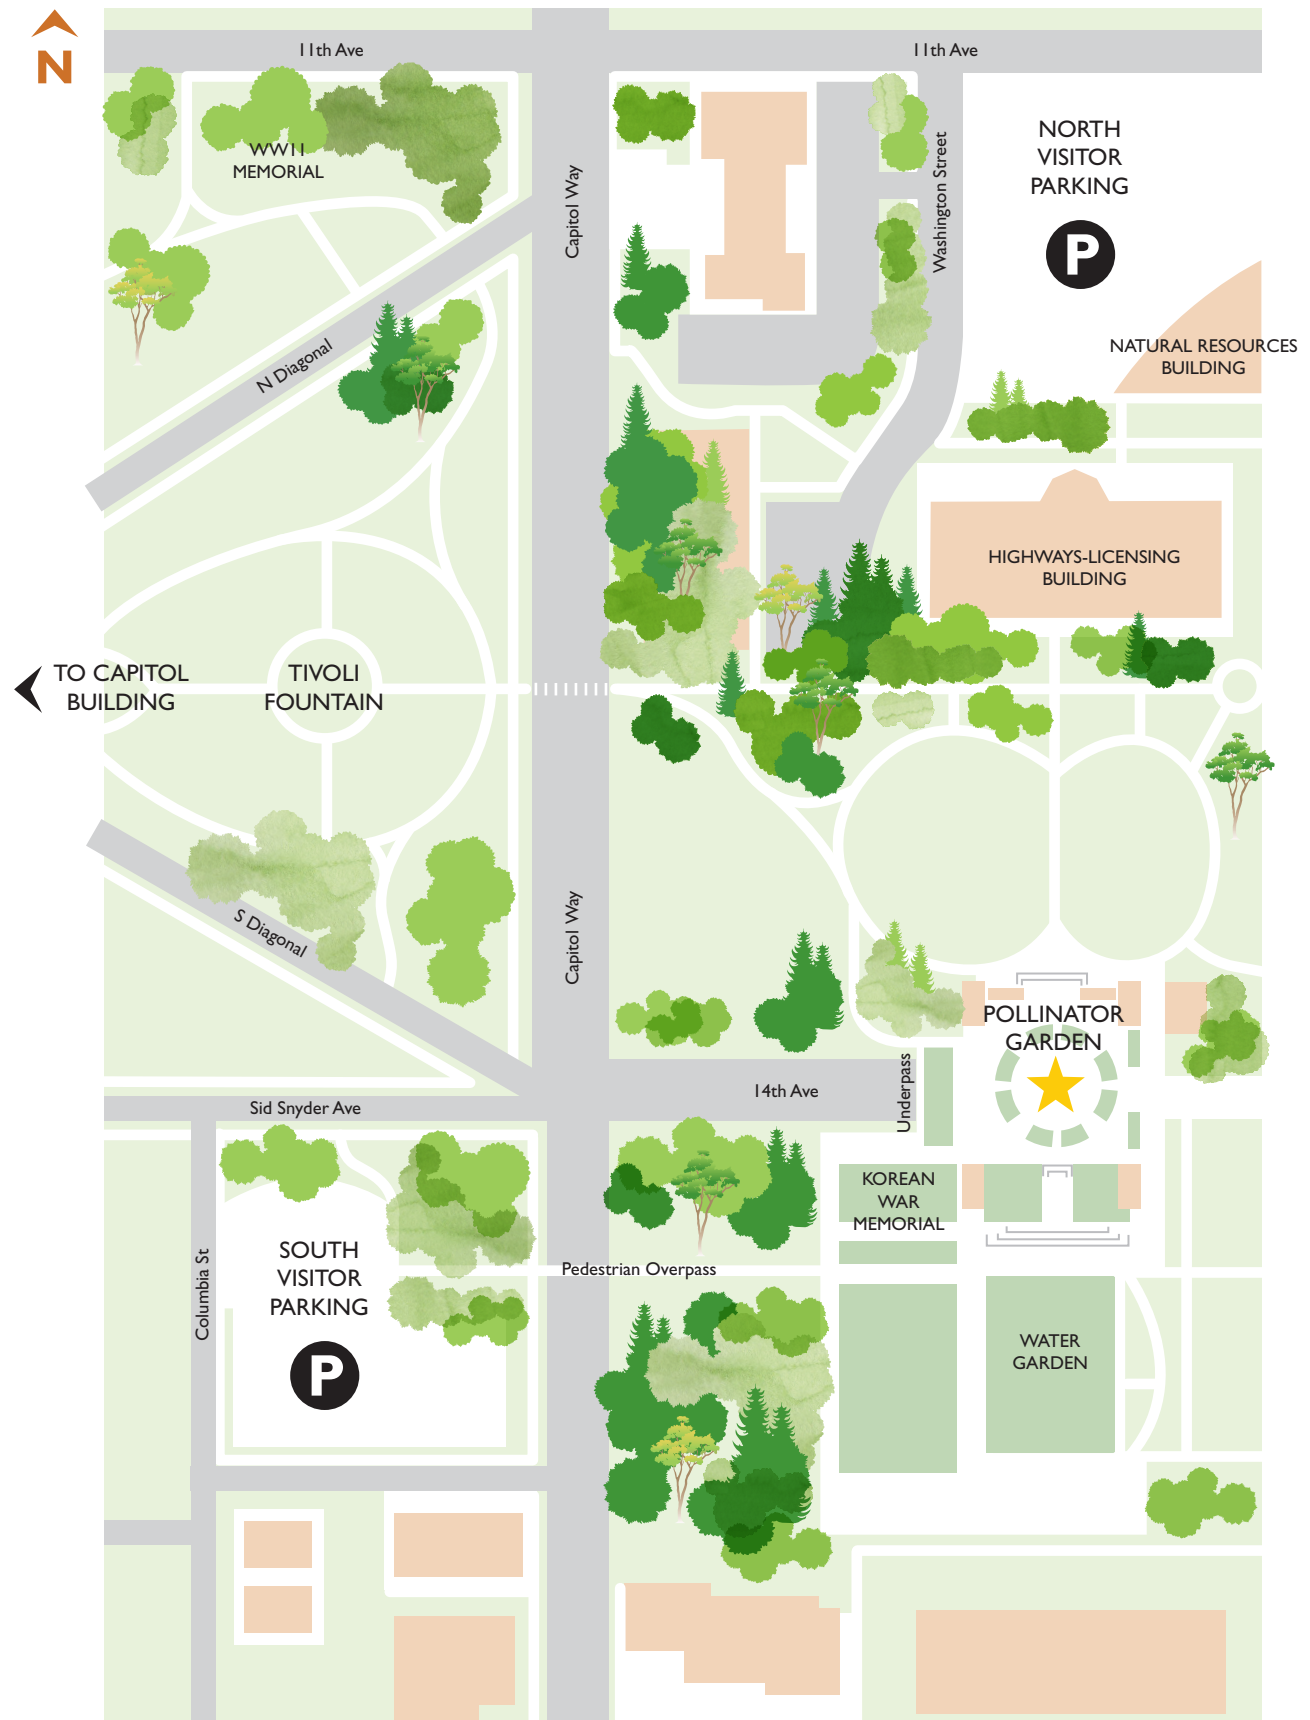 N
11th Ave
11th Ave
WW11
MEMORIAL
Capitol Way
Washington Street
NORTH
VISITOR
PARKING
P
NATURAL RESOURCES
BUILDING
N Diagonal
HIGHWAYS-LICENSING
BUILDING
TO CAPITOL
BUILDING
TIVOLI
FOUNTAIN
S Diagonal
Capitol Way
POLLINATOR
GARDEN
14th Ave
Underpass
Sid Snyder Ave
KOREAN
WAR
MEMORIAL
SOUTH
VISITOR
PARKING
P
Columbia St
Pedestrian Overpass
WATER
GARDEN